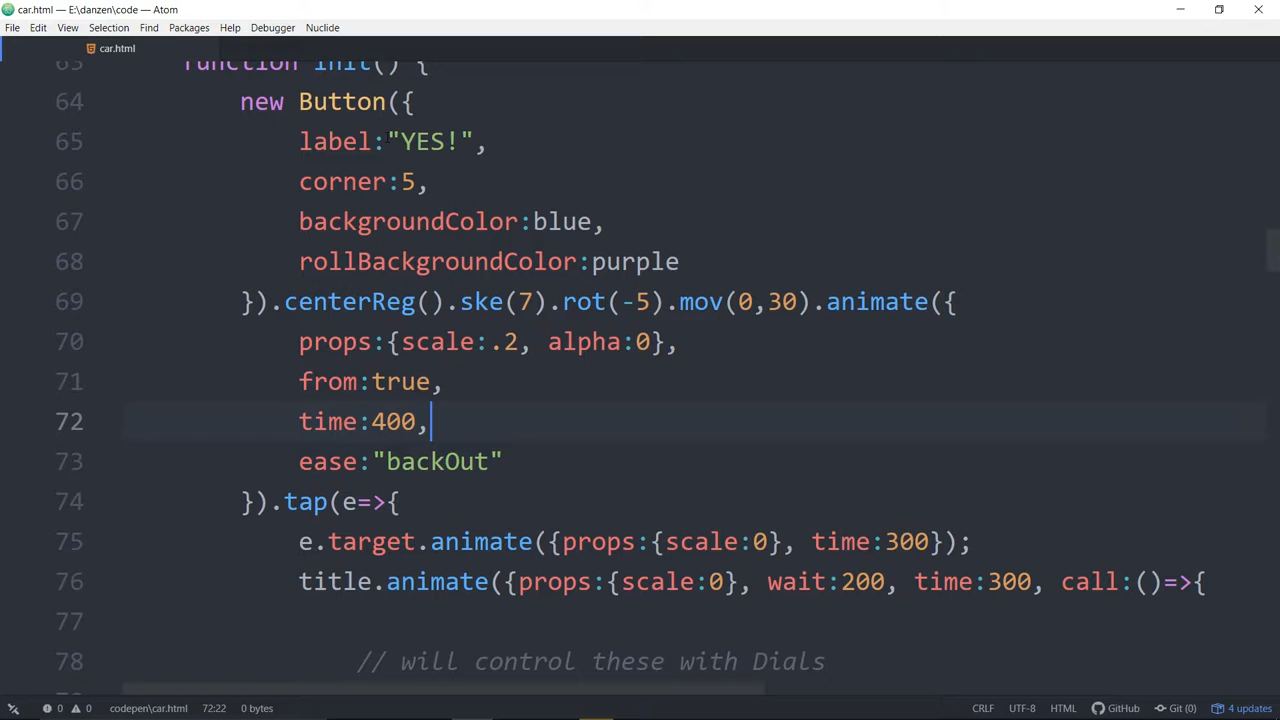 car.html — E:\danzen\code — Atom
File Edit View Selection Find Packages Help Debugger Nuclide
car.html
63 function init() {
64 new Button({
65 label:"YES!",
66 corner:5,
67 backgroundColor:blue,
68 rollBackgroundColor:purple
69 }).centerReg().ske(7).rot(-5).mov(0,30).animate({
70 props:{scale:.2, alpha:0},
71 from:true,
72 time:400,
73 ease:"backOut"
74 }).tap(e=>{
75 e.target.animate({props:{scale:0}, time:300});
76 title.animate({props:{scale:0}, wait:200, time:300, call:()=>{
77
78 // will control these with Dials
0 0 codepen\car.html 72:22 0 bytes CRLF UTF-8 HTML GitHub Git (0) 4 updates